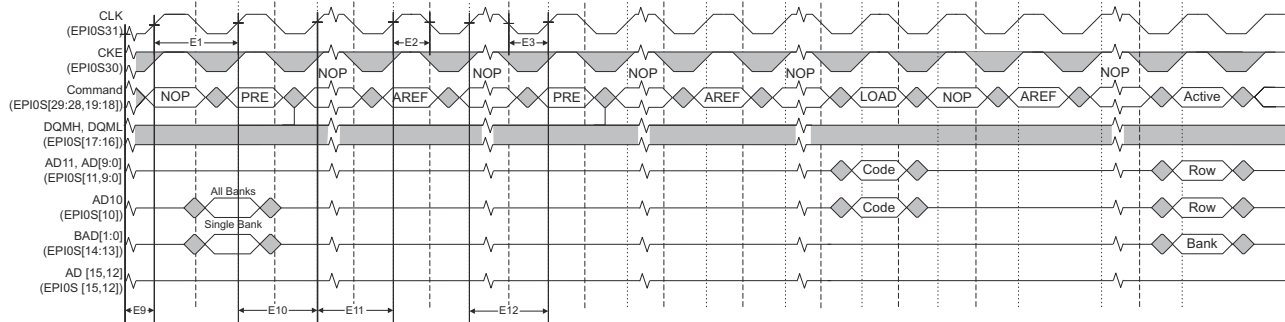 CLK
(EPI0S31)
E1
E2
E3
CKE
(EPI0S30)
NOP
NOP
NOP
NOP
NOP
Command
(EPI0S[29:28,19:18])
NOP
PRE
AREF
PRE
AREF
LOAD
NOP
AREF
Active
DQMH, DQML
(EPI0S[17:16])
AD11, AD[9:0]
(EPI0S[11,9:0]
Code
Row
All Banks
AD10
(EPI0S[10])
Code
Row
Single Bank
BAD[1:0]
(EPI0S[14:13])
Bank
AD [15,12]
(EPI0S [15,12])
E9
E10
E11
E12